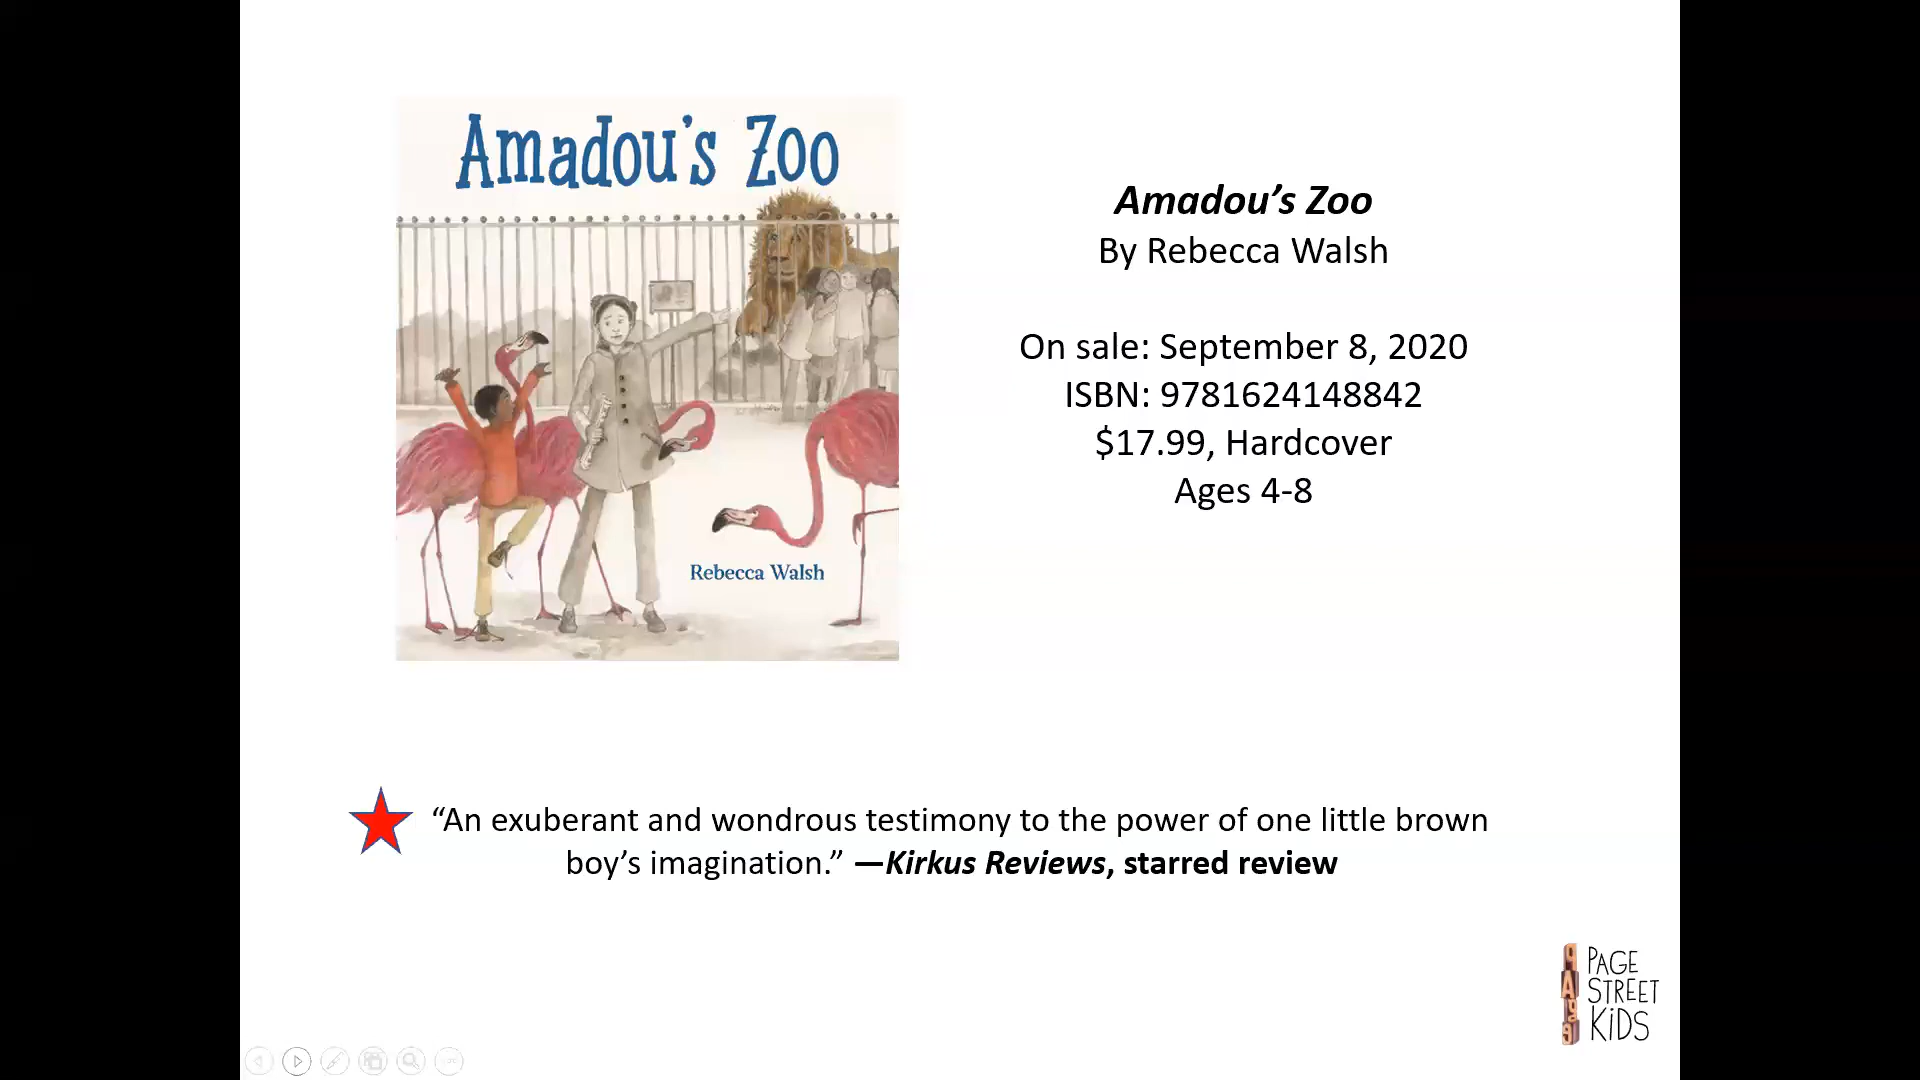 Amadou's Zoo
Rebecca Walsh
Amadou’s Zoo
By Rebecca Walsh
On sale: September 8, 2020
ISBN: 9781624148842
$17.99, Hardcover
Ages 4-8
“An exuberant and wondrous testimony to the power of one little brown
boy’s imagination.” —Kirkus Reviews, starred review
PAGE
STREET
KiDS